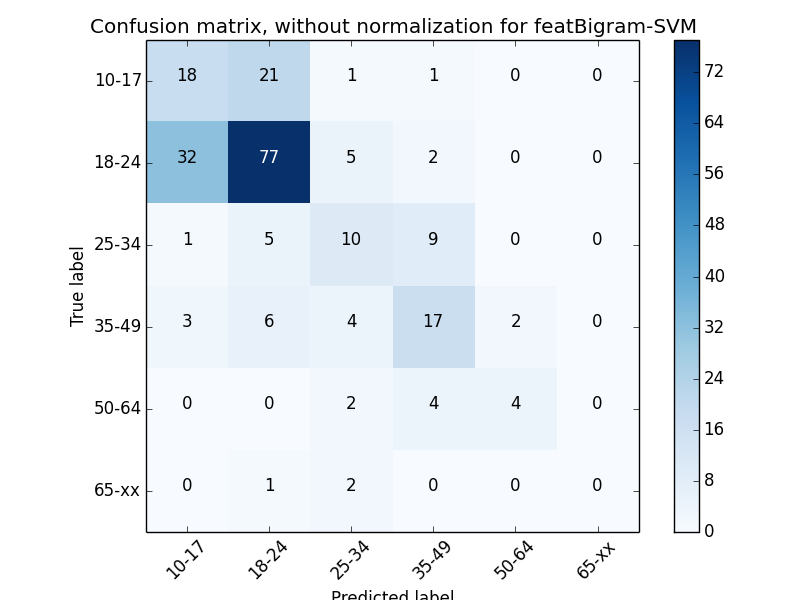 Confusion matrix, without normalization for featBigram-SVM
True label
10-17 18 21 1 1 0 0
18-24 32 77 5 2 0 0
25-34 1 5 10 9 0 0
35-49 3 6 4 17 2 0
50-64 0 0 2 4 4 0
65-xx 0 1 2 0 0 0
10-17 18-24 25-34 35-49 50-64 65-xx
Predicted label
72
64
56
48
40
32
24
16
8
0